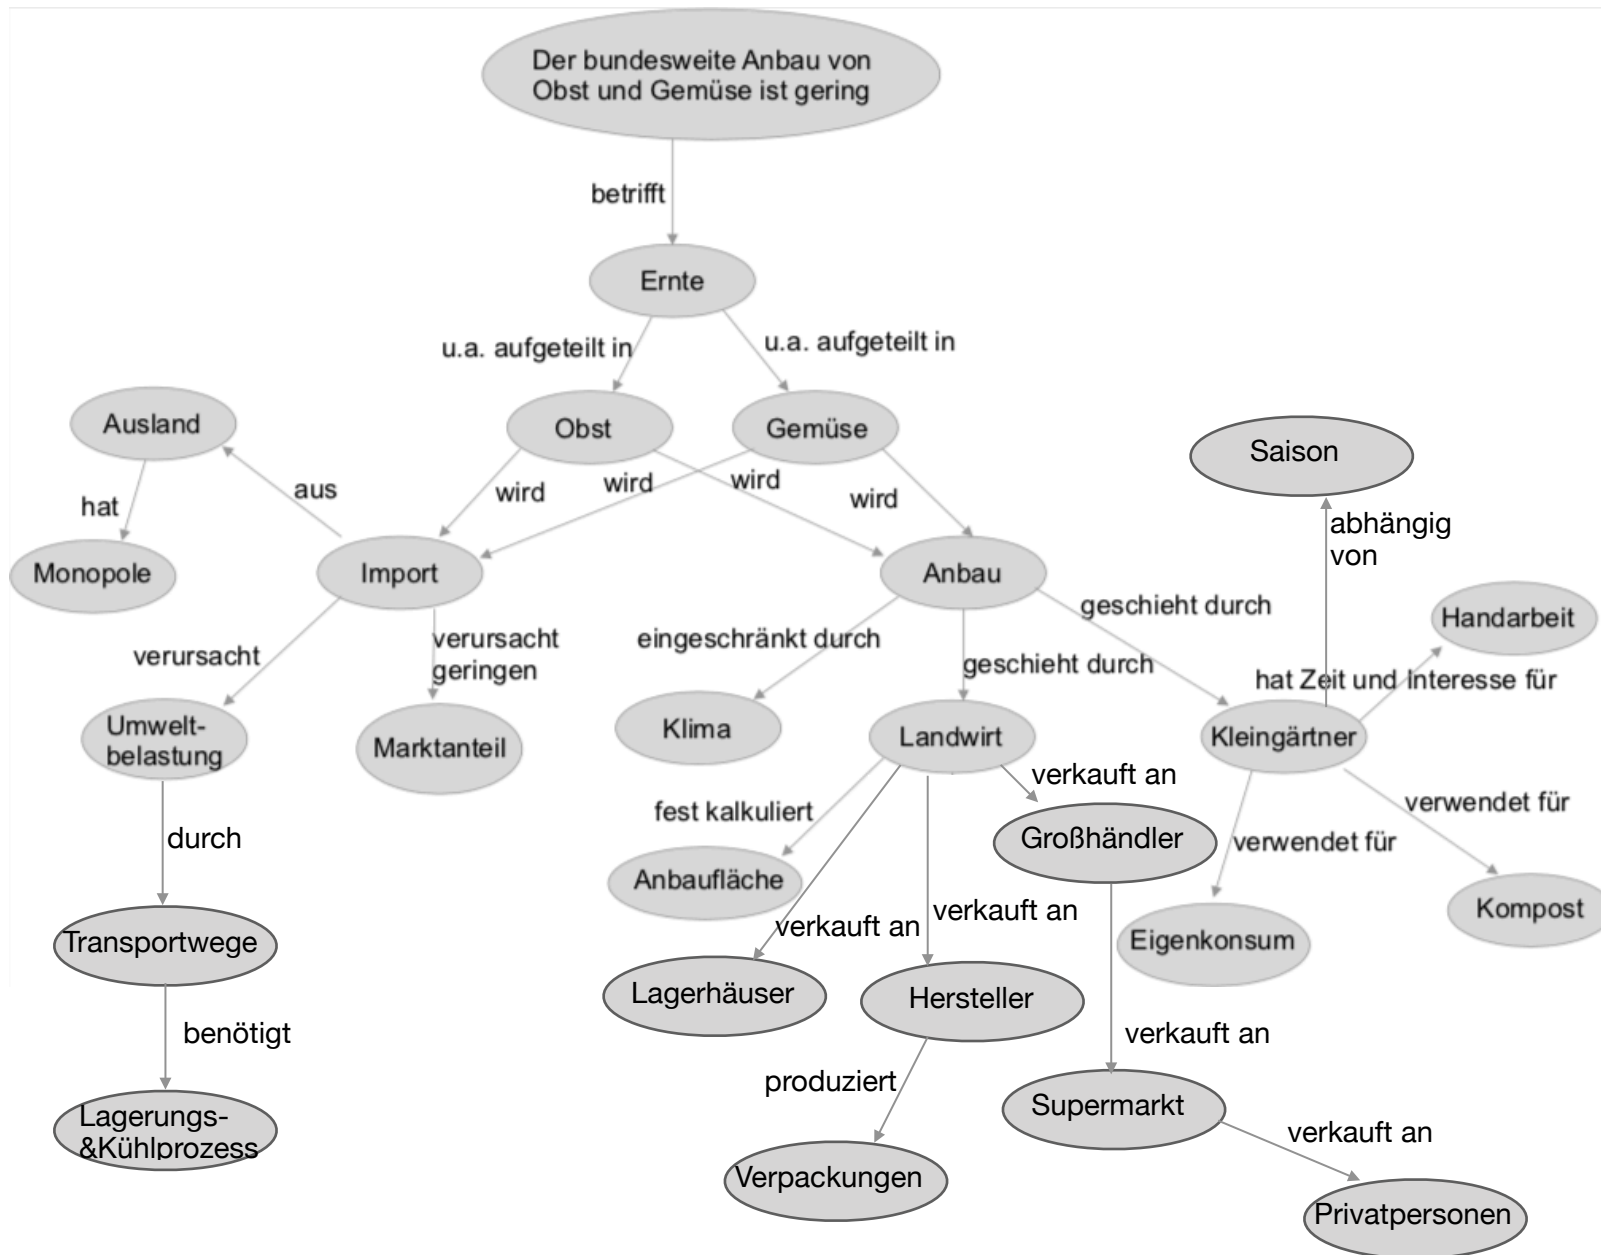 Der bundesweite Anbau von
Obst und Gemüse ist gering
betrifft
Ernte
u.a. aufgeteilt in
u.a. aufgeteilt in
Ausland
Obst
Gemüse
Saison
hat
aus
wird
wird
wird
wird
abhängig
von
Monopole
Import
Anbau
geschieht durch
Handarbeit
verursacht
verursacht
geringen
eingeschränkt durch
geschieht durch
hat Zeit und Interesse für
Umwelt-
belastung
Marktanteil
Klima
Landwirt
Kleingärtner
verkauft an
durch
fest kalkuliert
Großhändler
verwendet für
verwendet für
Anbaufläche
verkauft an
verkauft an
Eigenkonsum
Kompost
Transportwege
Lagerhäuser
Hersteller
benötigt
verkauft an
produziert
Lagerungs-
&Kühlprozess
Supermarkt
verkauft an
Verpackungen
Privatpersonen